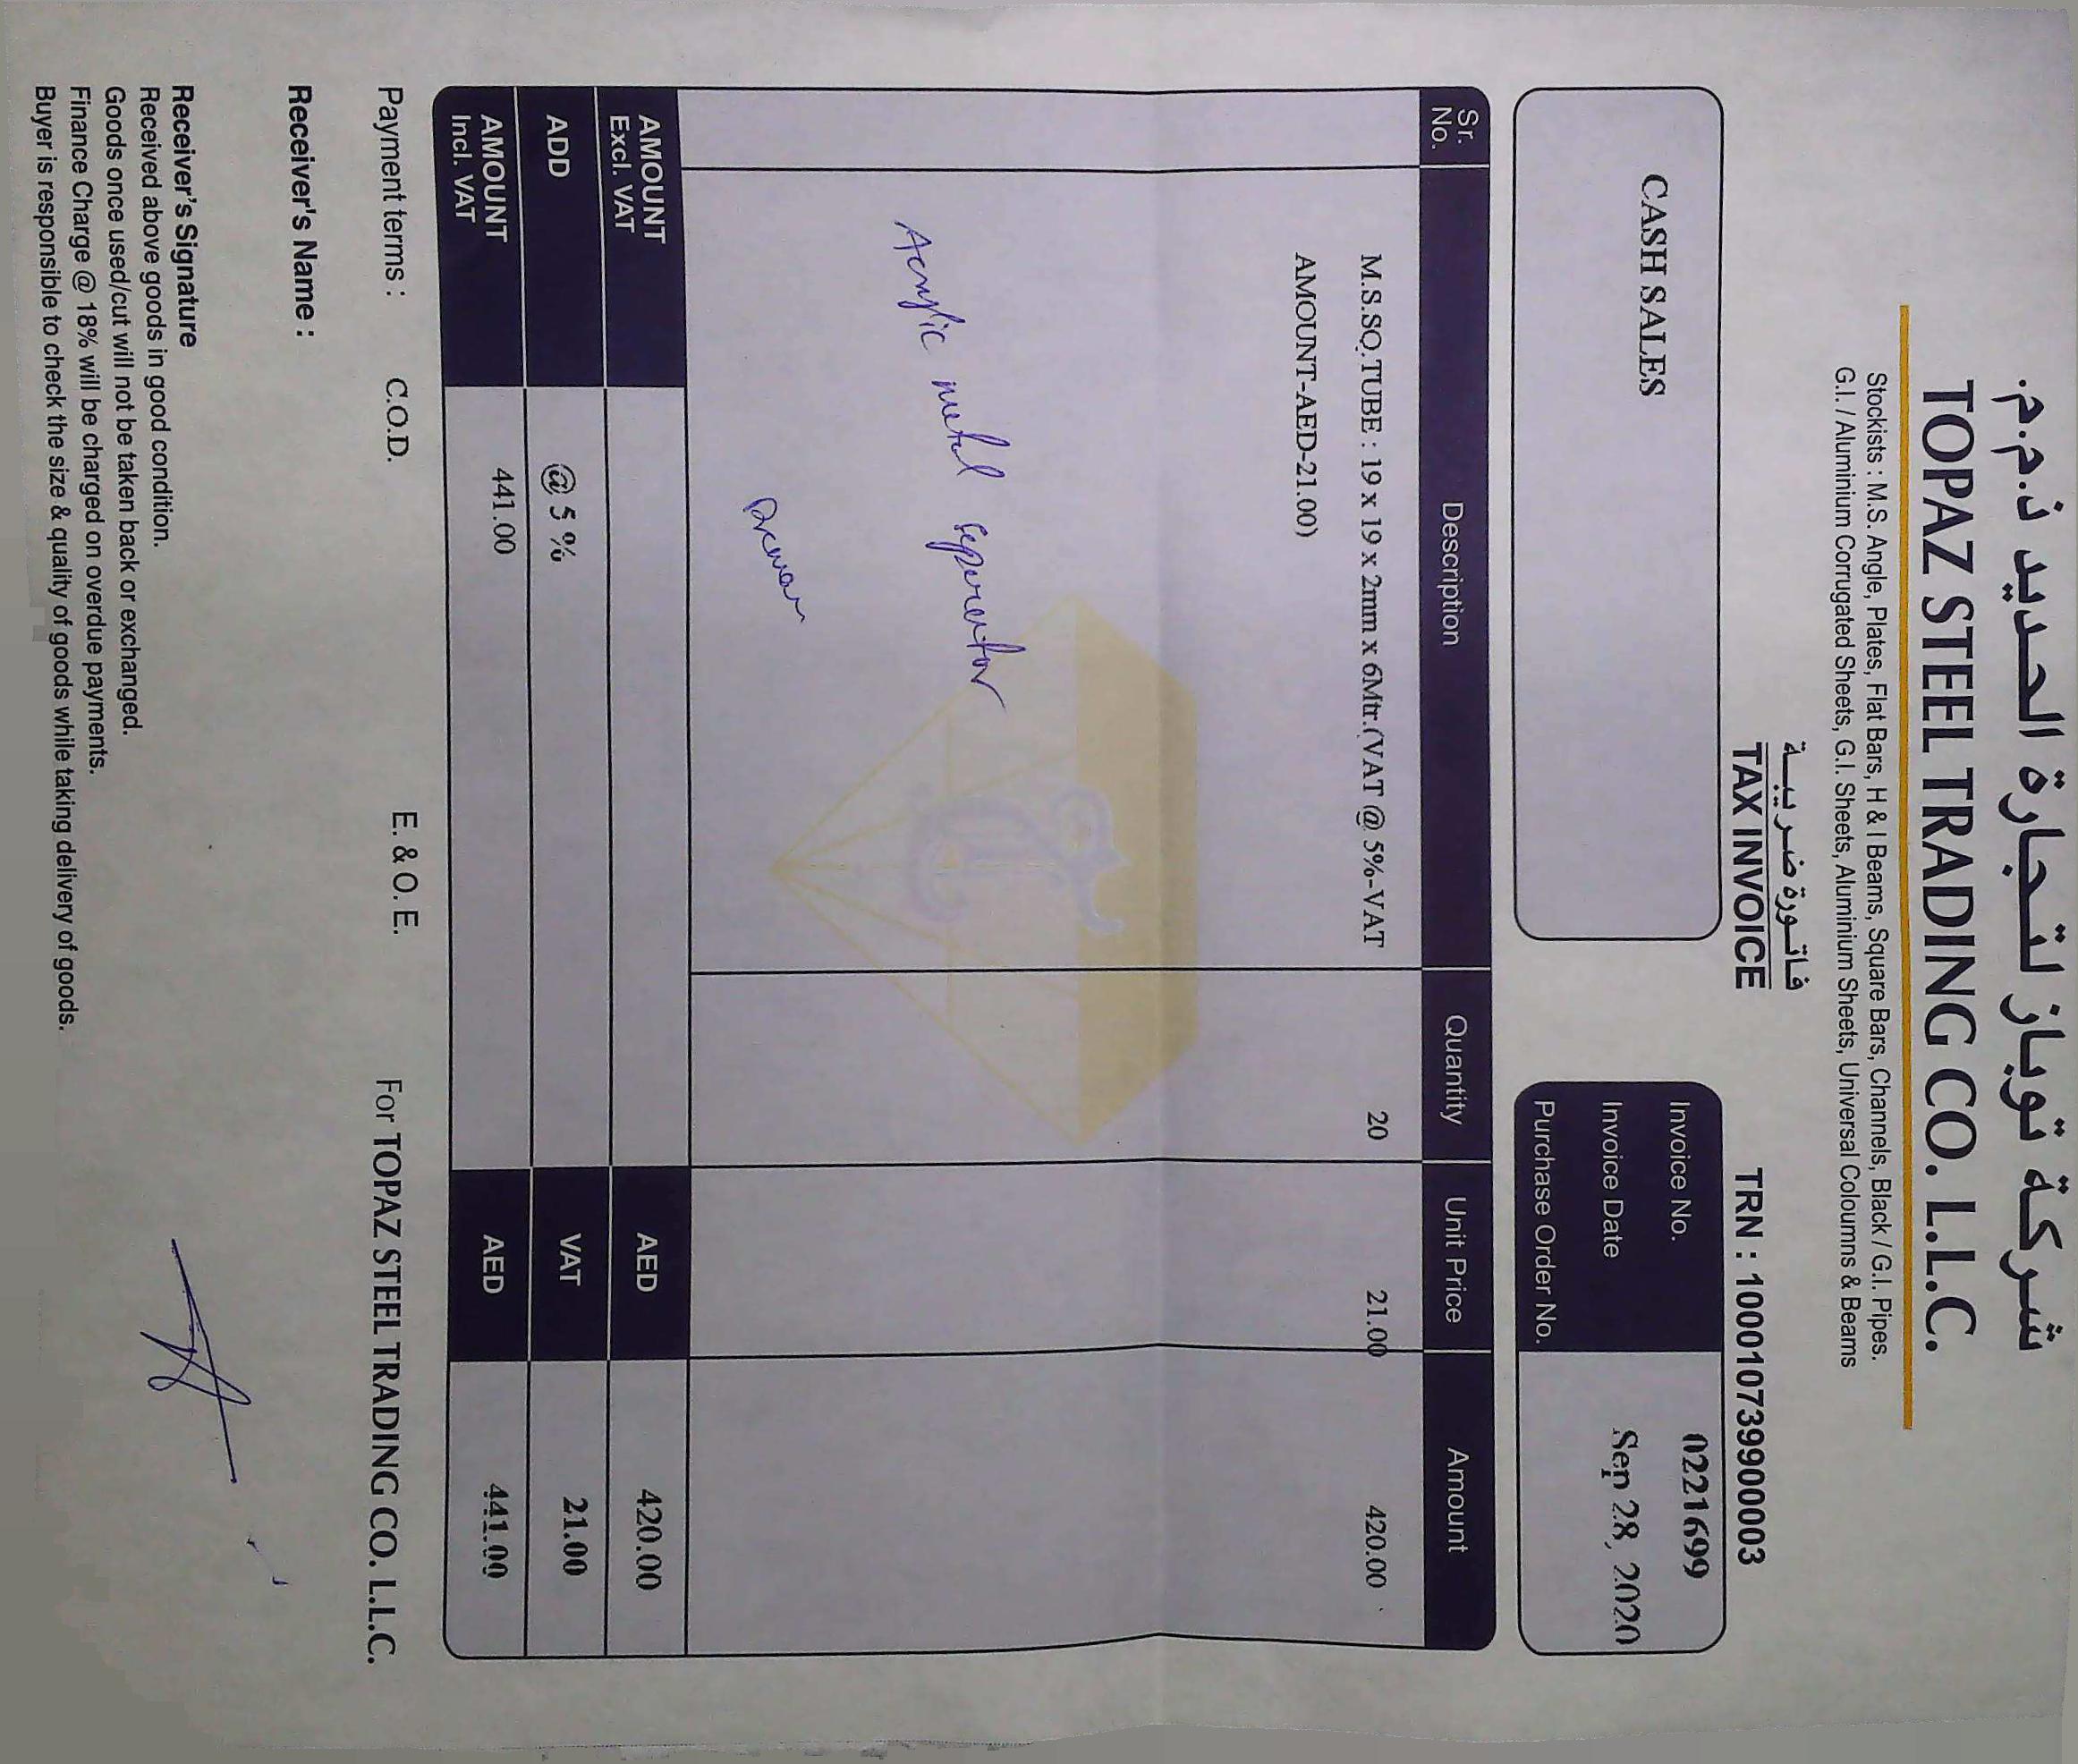 شركة توباز لتجارة الحديد ذ.م.م.
TOPAZ STEEL TRADING CO. L.L.C.
Stockists : M.S. Angle, Plates, Flat Bars, H & I Beams, Square Bars, Channels, Black / G.I. Pipes.
G.I. / Aluminium Corrugated Sheets, G.I. Sheets, Aluminium Sheets, Universal Coloumns & Beams
فاتورة ضريبية
TAX INVOICE
TRN : 100010739900003
CASH SALES
Invoice No. 0221699
Invoice Date Sep 28, 2020
Purchase Order No.
Sr. No. Description Quantity Unit Price Amount
M.S.SQ.TUBE : 19 x 19 x 2mm x 6Mtr.(VAT @ 5%-VAT 20 21.00 420.00
AMOUNT-AED-21.00)
Acrylic metal seperator
AMOUNT Excl. VAT AED 420.00
ADD @ 5 % VAT 21.00
AMOUNT Incl. VAT 441.00 AED 441.00
Payment terms : C.O.D. E. & O. E. For TOPAZ STEEL TRADING CO. L.L.C.
Receiver's Name :
Receiver's Signature
Received above goods in good condition.
Goods once used/cut will not be taken back or exchanged.
Finance Charge @ 18% will be charged on overdue payments.
Buyer is responsible to check the size & quality of goods while taking delivery of goods.